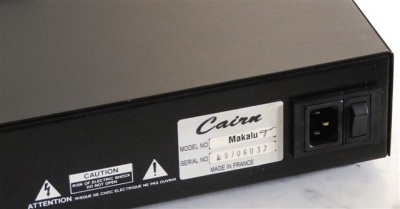 Cairn
MODEL NO Makalu
SERIAL NO 9706037
MADE IN FRANCE
CAUTION
RISK OF ELECTRIC SHOCK
DO NOT OPEN
ATTENTION
RISQUE DE CHOC ELECTRIQUE NE PAS OUVRIR